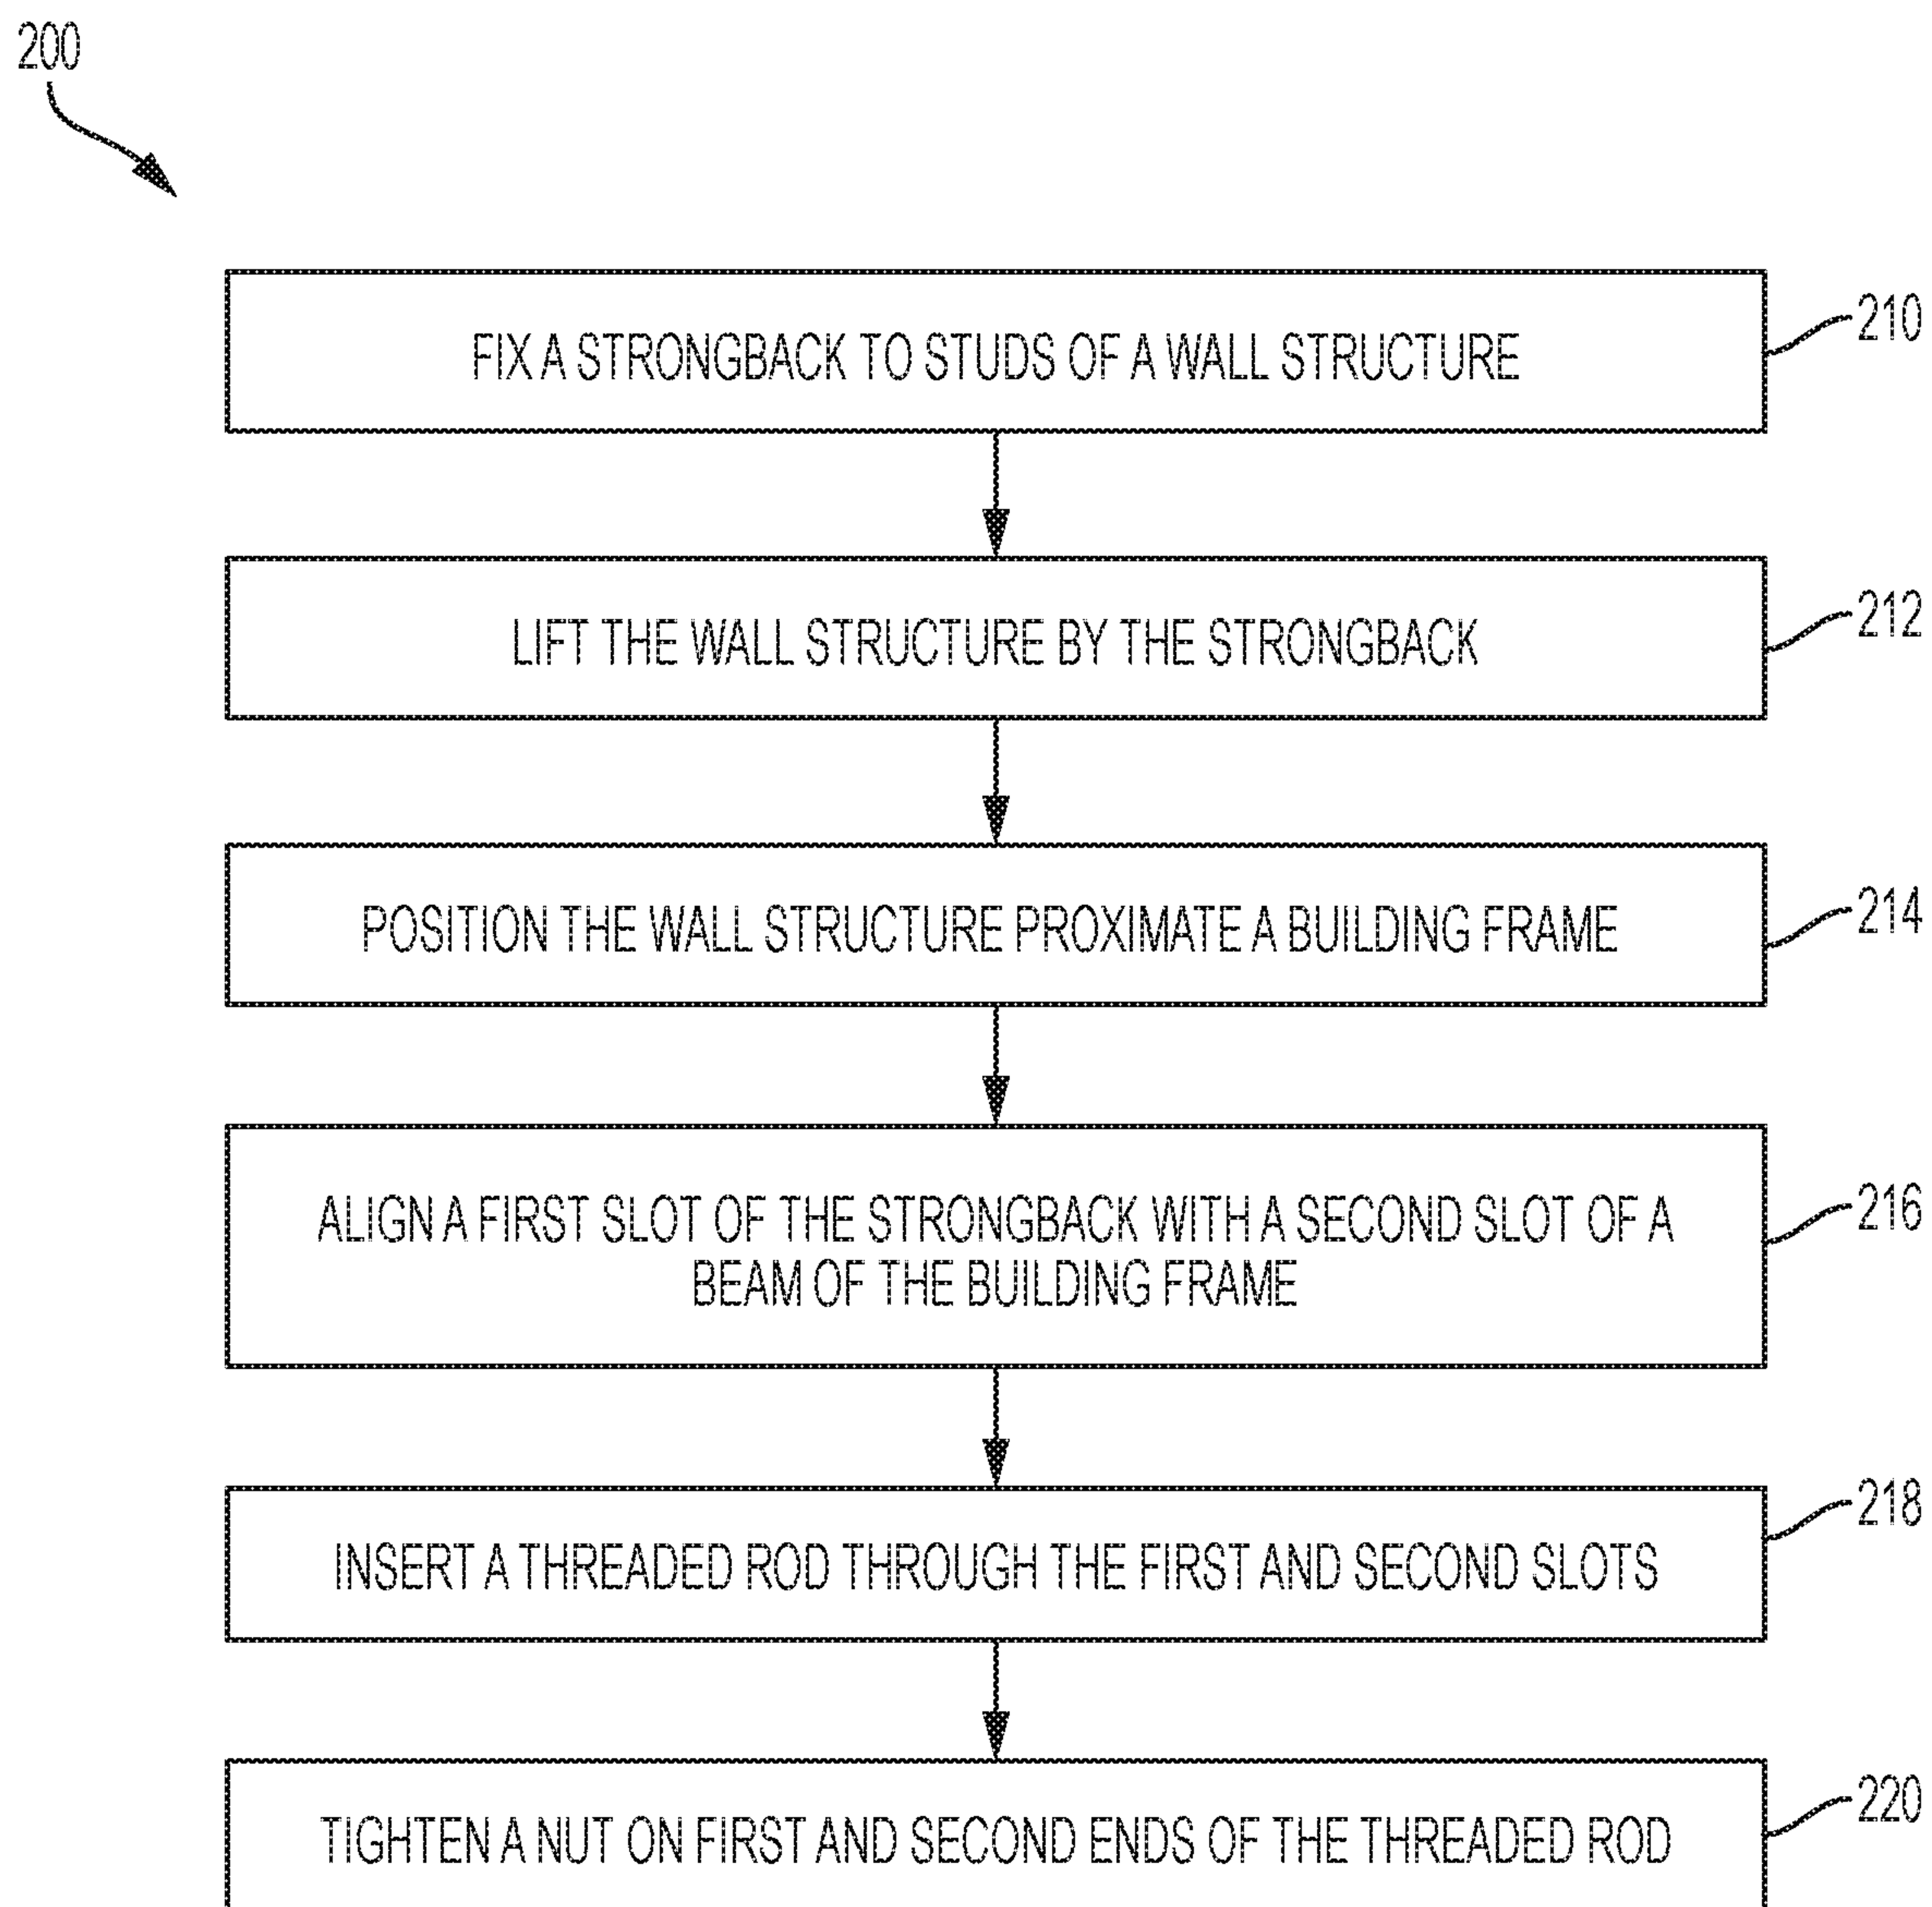 200
FIX A STRONGBACK TO STUDS OF A WALL STRUCTURE
210
LIFT THE WALL STRUCTURE BY THE STRONGBACK
212
POSITION THE WALL STRUCTURE PROXIMATE A BUILDING FRAME
214
ALIGN A FIRST SLOT OF THE STRONGBACK WITH A SECOND SLOT OF A
BEAM OF THE BUILDING FRAME
216
INSERT A THREADED ROD THROUGH THE FIRST AND SECOND SLOTS
218
TIGHTEN A NUT ON FIRST AND SECOND ENDS OF THE THREADED ROD
220